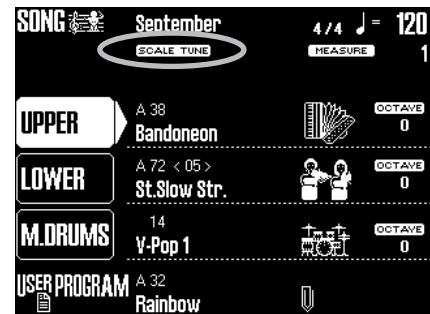 SONG September 4/4 ♩= 120
SCALE TUNE MEASURE 1
UPPER A 38 Bandoneon OCTAVE 0
LOWER A 72 < 05 > St.Slow Str. OCTAVE 0
M.DRUMS 14 V-Pop 1 OCTAVE 0
USER PROGRAM A 32 Rainbow